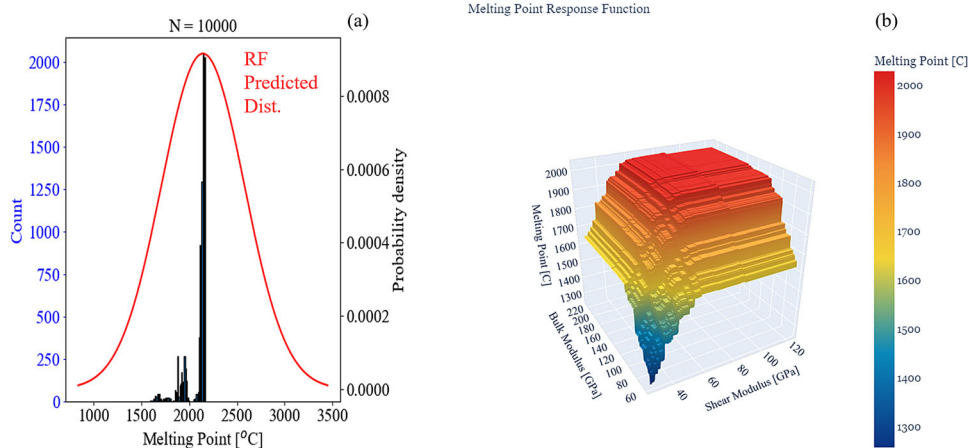 (a)
N = 10000
RF
Predicted
Dist.
Count
2000
1750
1500
1250
1000
750
500
250
0
Probability density
0.0008
0.0006
0.0004
0.0002
0.0000
1000 1500 2000 2500 3000 3500
Melting Point [°C]
Melting Point Response Function
(b)
Melting Point [C]
2000
1900
1800
1700
1600
1500
1400
1300
Melting Point [C]
2000
1900
1800
1700
1600
1500
1400
1300
Bulk Modulus [GPa]
220
200
180
160
140
120
100
80
60
Shear Modulus [GPa]
40
60
80
100
120